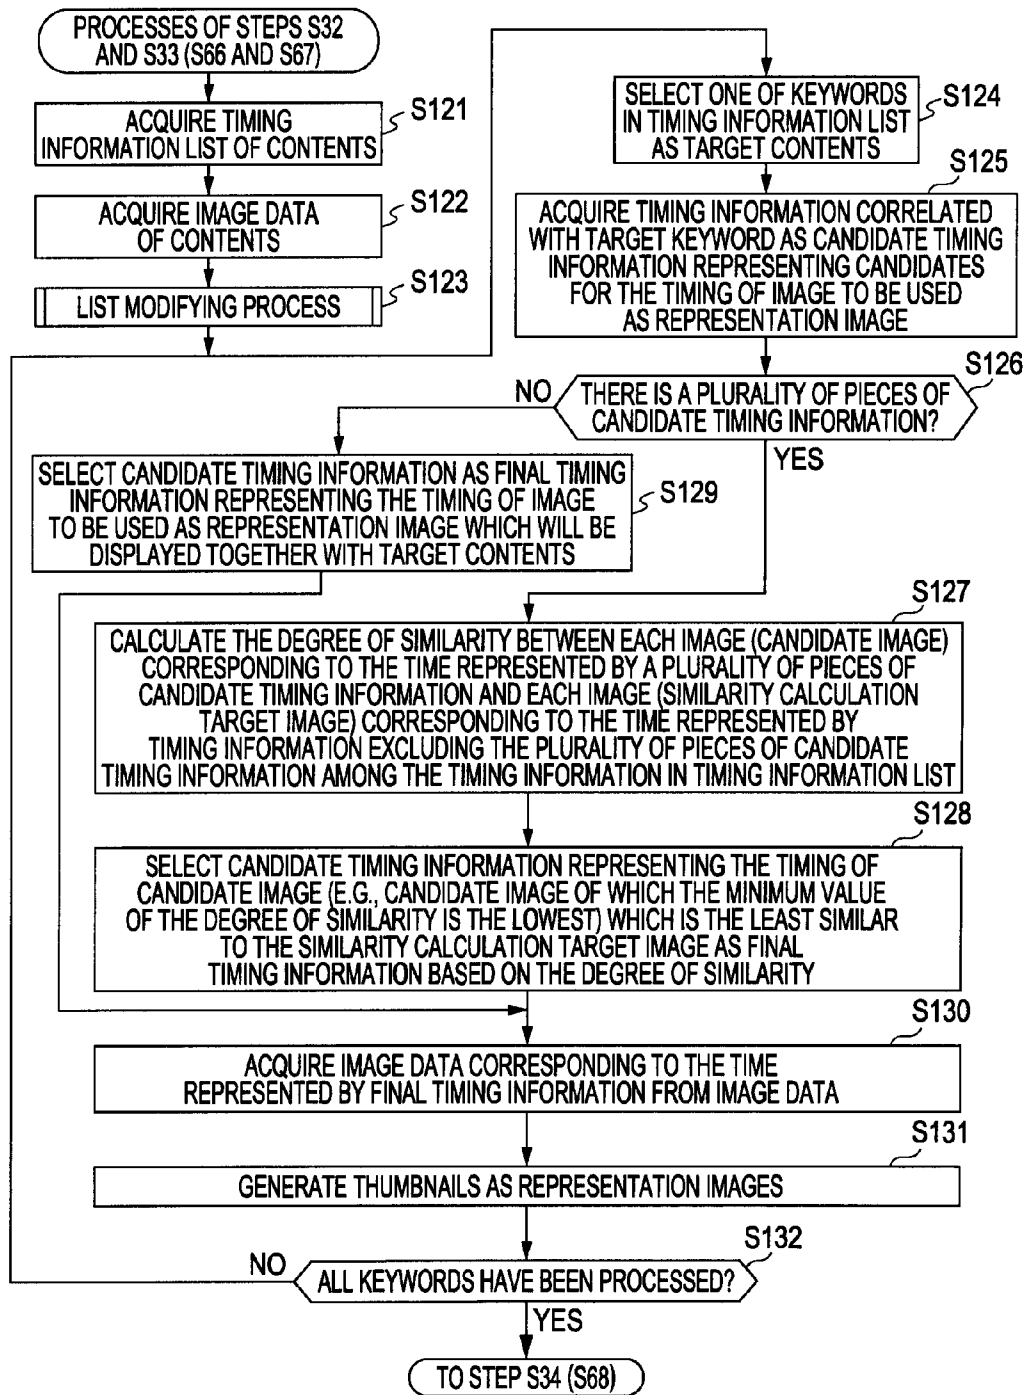 PROCESSES OF STEPS S32
AND S33 (S66 AND S67)
S121
ACQUIRE TIMING
INFORMATION LIST OF CONTENTS
S122
ACQUIRE IMAGE DATA
OF CONTENTS
S123
LIST MODIFYING PROCESS
S124
SELECT ONE OF KEYWORDS
IN TIMING INFORMATION LIST
AS TARGET CONTENTS
S125
ACQUIRE TIMING INFORMATION CORRELATED
WITH TARGET KEYWORD AS CANDIDATE TIMING
INFORMATION REPRESENTING CANDIDATES
FOR THE TIMING OF IMAGE TO BE USED
AS REPRESENTATION IMAGE
S126
THERE IS A PLURALITY OF PIECES OF
CANDIDATE TIMING INFORMATION?
NO
YES
SELECT CANDIDATE TIMING INFORMATION AS FINAL TIMING
INFORMATION REPRESENTING THE TIMING OF IMAGE
TO BE USED AS REPRESENTATION IMAGE WHICH WILL BE
DISPLAYED TOGETHER WITH TARGET CONTENTS
S129
S127
CALCULATE THE DEGREE OF SIMILARITY BETWEEN EACH IMAGE (CANDIDATE IMAGE)
CORRESPONDING TO THE TIME REPRESENTED BY A PLURALITY OF PIECES OF
CANDIDATE TIMING INFORMATION AND EACH IMAGE (SIMILARITY CALCULATION
TARGET IMAGE) CORRESPONDING TO THE TIME REPRESENTED BY
TIMING INFORMATION EXCLUDING THE PLURALITY OF PIECES OF CANDIDATE
TIMING INFORMATION AMONG THE TIMING INFORMATION IN TIMING INFORMATION LIST
S128
SELECT CANDIDATE TIMING INFORMATION REPRESENTING THE TIMING OF
CANDIDATE IMAGE (E.G., CANDIDATE IMAGE OF WHICH THE MINIMUM VALUE
OF THE DEGREE OF SIMILARITY IS THE LOWEST) WHICH IS THE LEAST SIMILAR
TO THE SIMILARITY CALCULATION TARGET IMAGE AS FINAL
TIMING INFORMATION BASED ON THE DEGREE OF SIMILARITY
S130
ACQUIRE IMAGE DATA CORRESPONDING TO THE TIME
REPRESENTED BY FINAL TIMING INFORMATION FROM IMAGE DATA
S131
GENERATE THUMBNAILS AS REPRESENTATION IMAGES
S132
NO
ALL KEYWORDS HAVE BEEN PROCESSED?
YES
TO STEP S34 (S68)